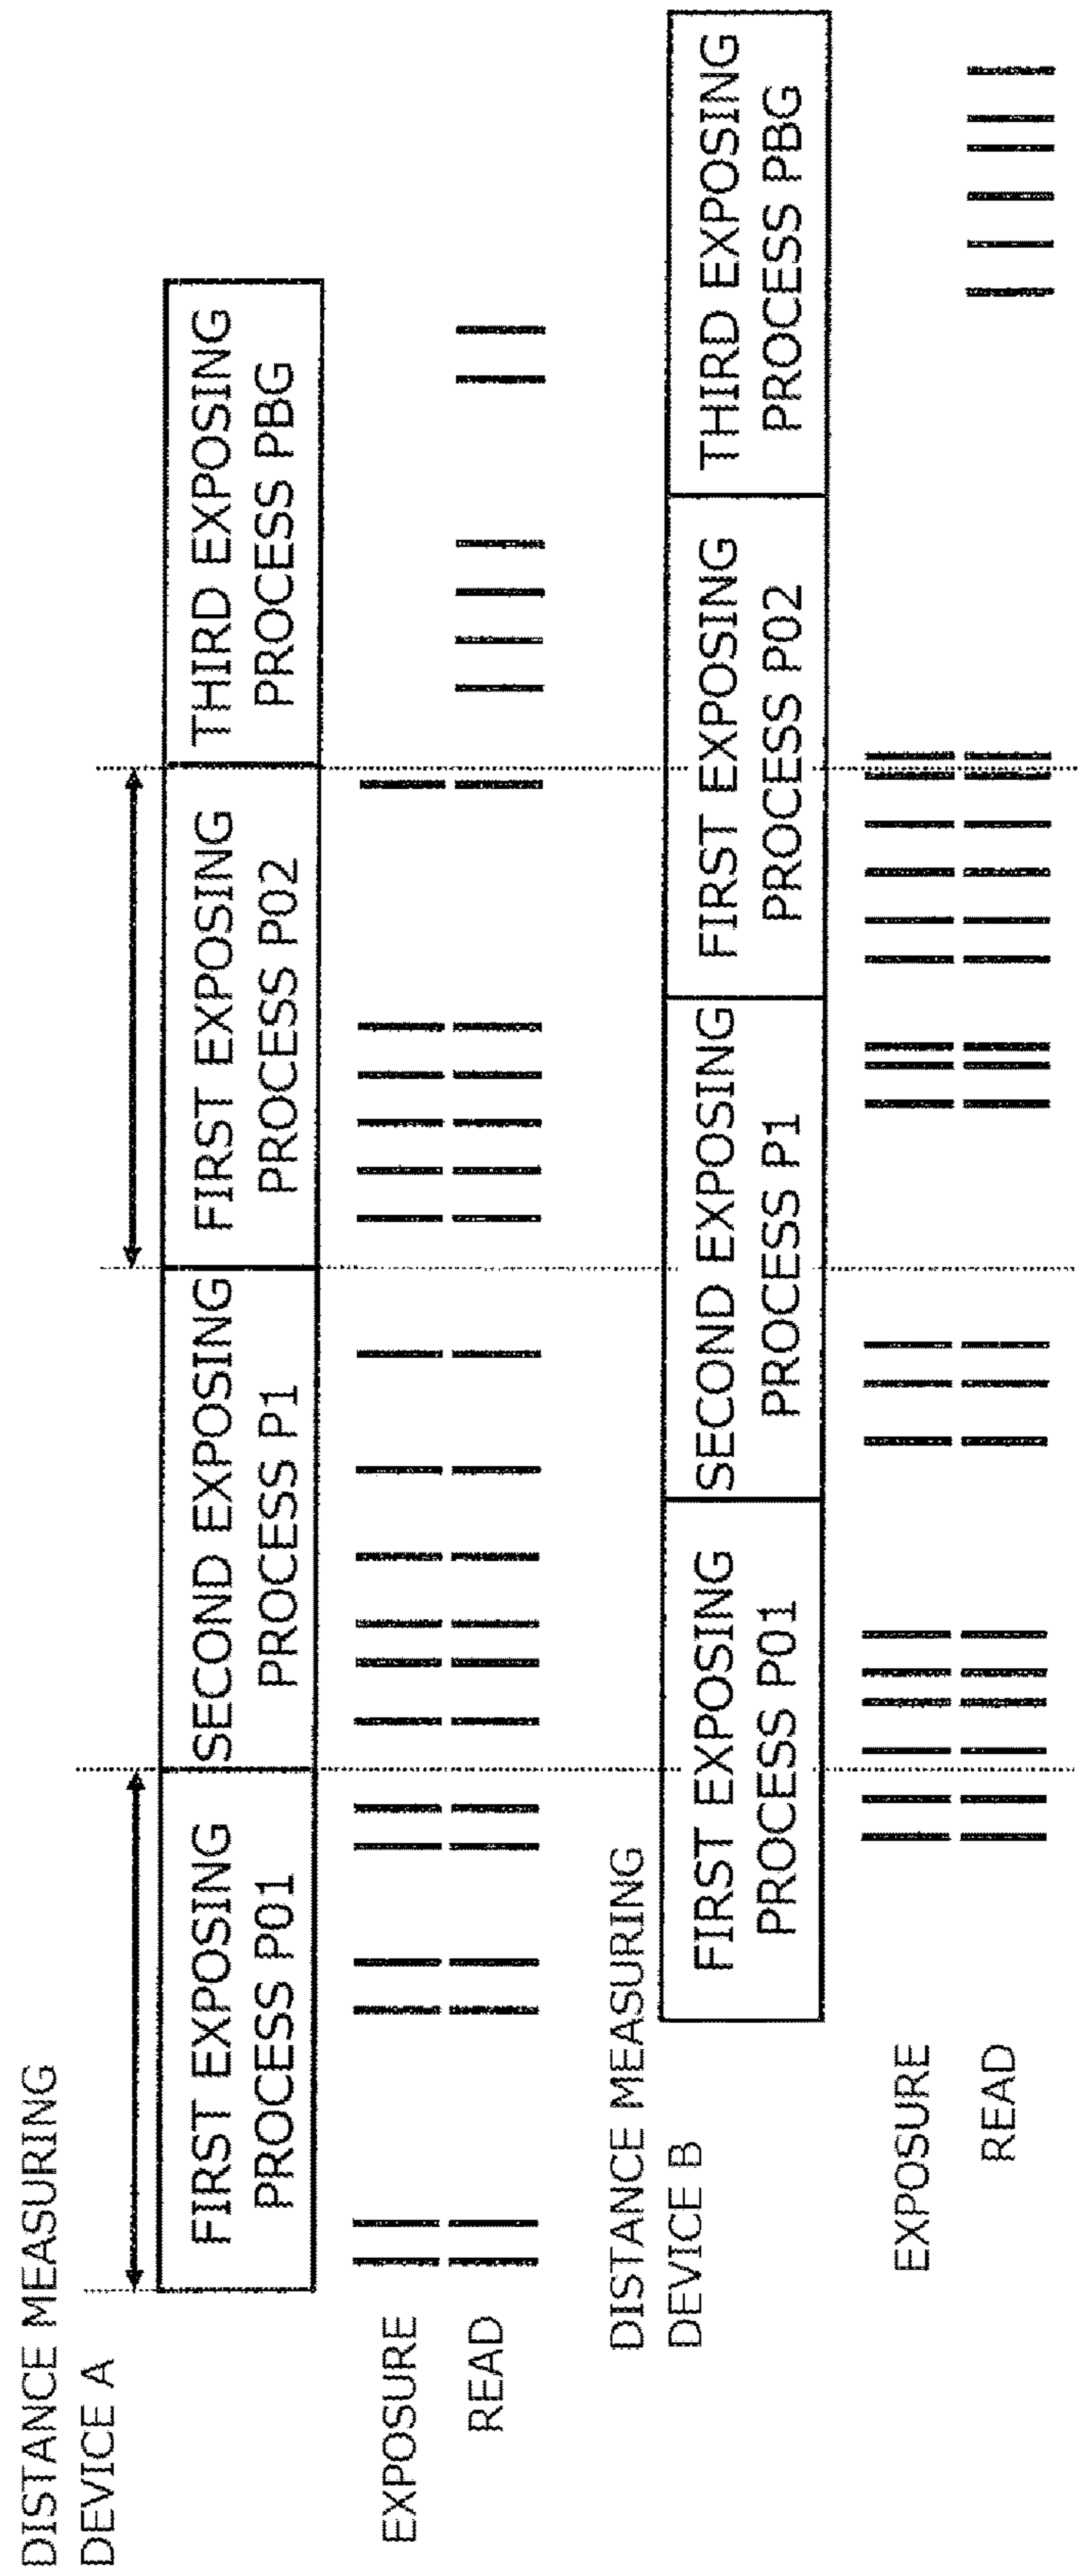 DISTANCE MEASURING
DEVICE A
FIRST EXPOSING
PROCESS P01
SECOND EXPOSING
PROCESS P1
FIRST EXPOSING
PROCESS P02
THIRD EXPOSING
PROCESS PBG
EXPOSURE
READ
DISTANCE MEASURING
DEVICE B
FIRST EXPOSING
PROCESS P01
SECOND EXPOSING
PROCESS P1
FIRST EXPOSING
PROCESS P02
THIRD EXPOSING
PROCESS PBG
EXPOSURE
READ